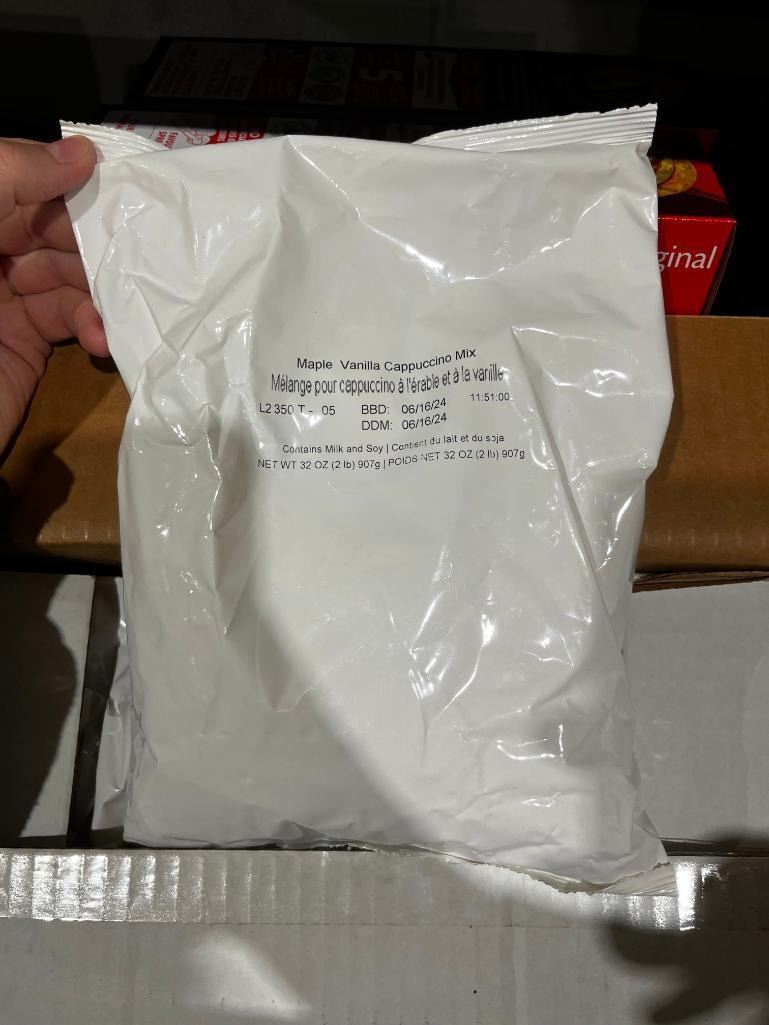 ginal
Maple Vanilla Cappuccino Mix
Mélange pour cappuccino à l'érable et à la vanille
L2 350 T - 05 BBD: 06/16/24 11:51:00
DDM: 06/16/24
Contains Milk and Soy | Contient du lait et du soja
NET WT 32 OZ (2 lb) 907g | POIDS NET 32 OZ (2 lb) 907g